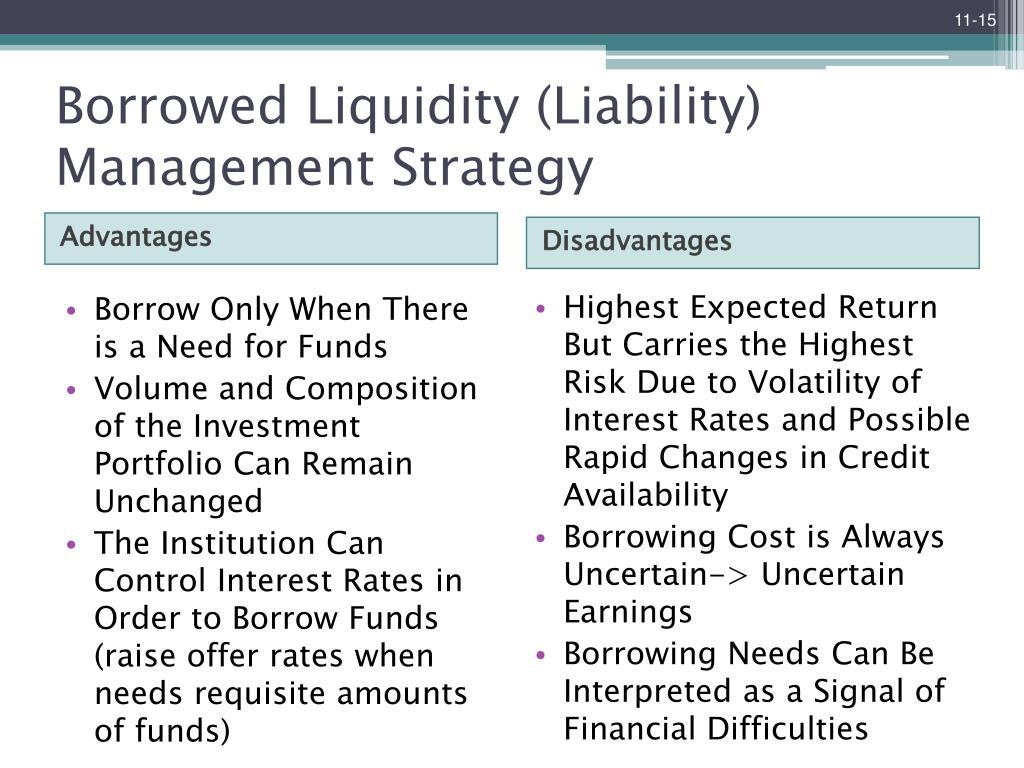 11-15
Borrowed Liquidity (Liability)
Management Strategy
Advantages
• Borrow Only When There
is a Need for Funds
• Volume and Composition
of the Investment
Portfolio Can Remain
Unchanged
• The Institution Can
Control Interest Rates in
Order to Borrow Funds
(raise offer rates when
needs requisite amounts
of funds)
Disadvantages
• Highest Expected Return
But Carries the Highest
Risk Due to Volatility of
Interest Rates and Possible
Rapid Changes in Credit
Availability
• Borrowing Cost is Always
Uncertain-> Uncertain
Earnings
• Borrowing Needs Can Be
Interpreted as a Signal of
Financial Difficulties